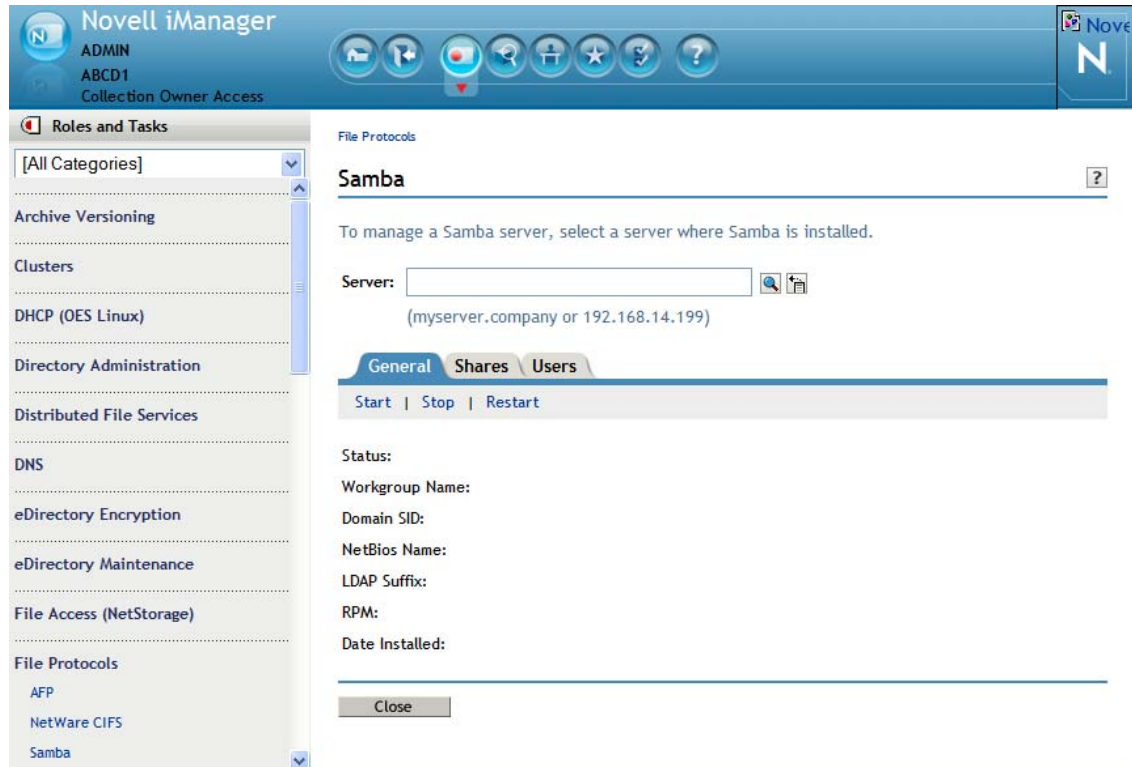 Novell iManager
ADMIN
ABCD1
Collection Owner Access
Nove
N
N
?
Roles and Tasks
[All Categories]
Archive Versioning
Clusters
DHCP (OES Linux)
Directory Administration
Distributed File Services
DNS
eDirectory Encryption
eDirectory Maintenance
File Access (NetStorage)
File Protocols
AFP
NetWare CIFS
Samba
File Protocols
Samba
?
To manage a Samba server, select a server where Samba is installed.
Server:
(myserver.company or 192.168.14.199)
General Shares Users
Start | Stop | Restart
Status:
Workgroup Name:
Domain SID:
NetBios Name:
LDAP Suffix:
RPM:
Date Installed:
Close